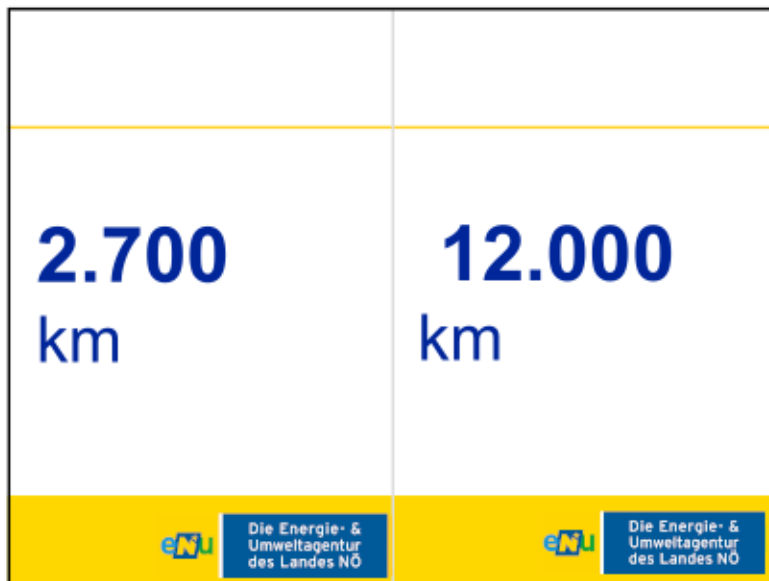 2.700
km
eNu
Die Energie- &
Umweltagentur
des Landes NÖ
12.000
km
eNu
Die Energie- &
Umweltagentur
des Landes NÖ